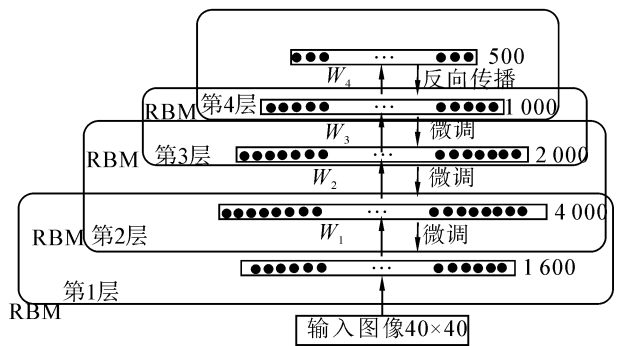 500
W4 反向传播
RBM 第4层 1 000
W3 微调
RBM 第3层 2 000
W2 微调
4 000
RBM 第2层 W1 微调
1 600
第1层
RBM
输入图像40×40